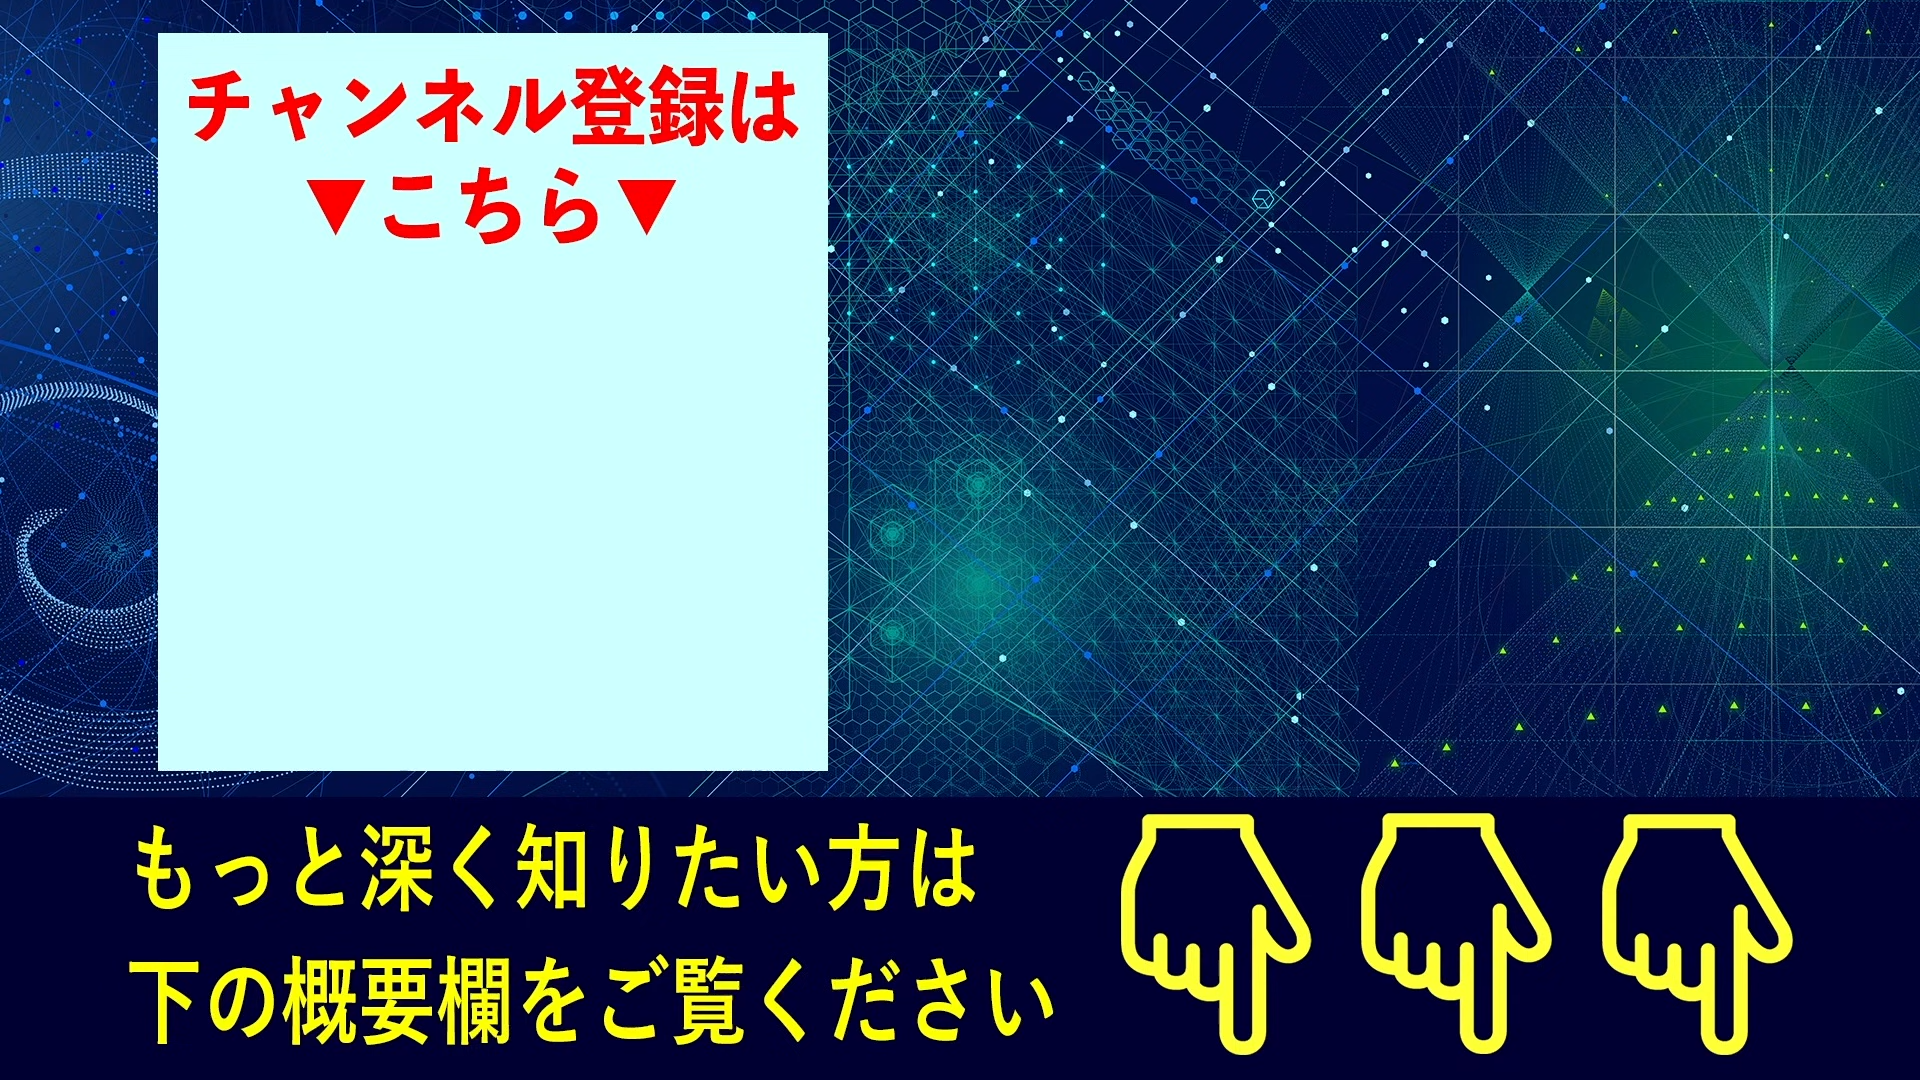 チャンネル登録は
▼こちら▼
もっと深く知りたい方は
下の概要欄をご覧ください